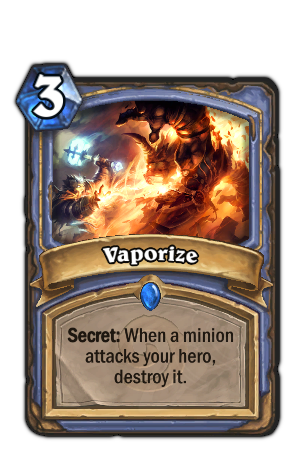 3
Vaporize
Secret: When a minion
attacks your hero,
destroy it.